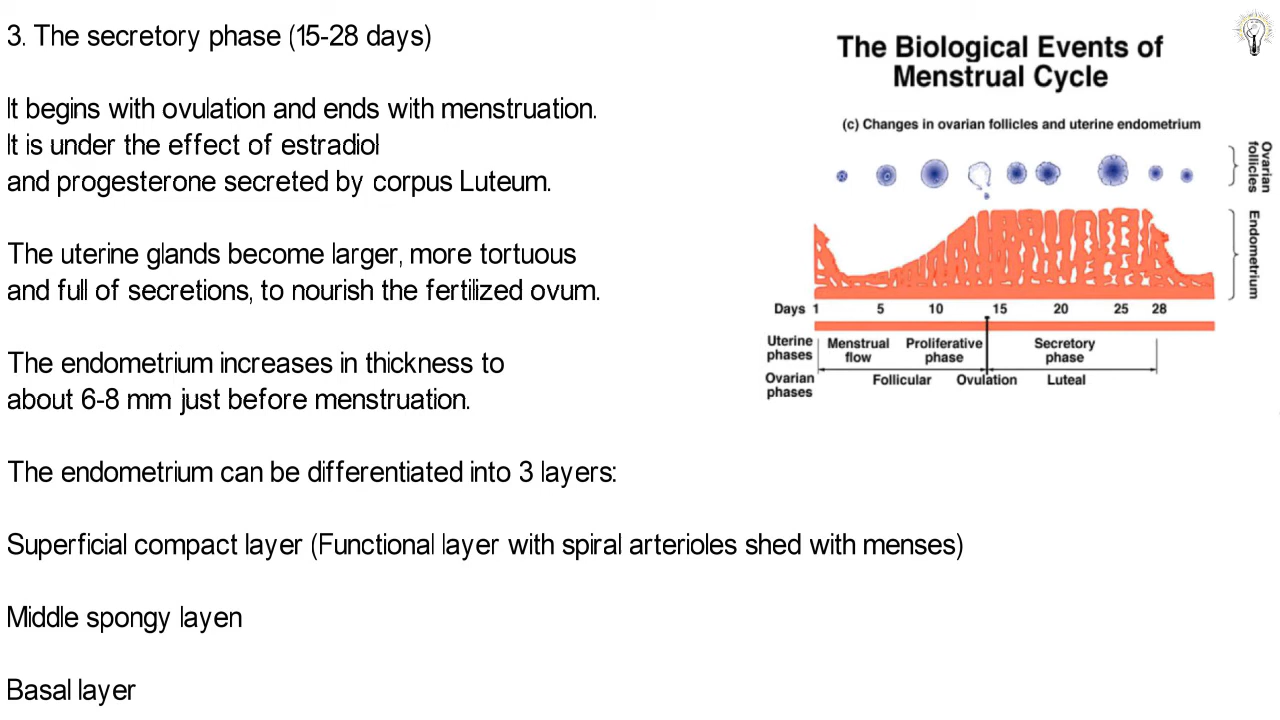 3. The secretory phase (15-28 days)
It begins with ovulation and ends with menstruation.
It is under the effect of estradiol
and progesterone secreted by corpus Luteum.
The uterine glands become larger, more tortuous
and full of secretions, to nourish the fertilized ovum.
The endometrium increases in thickness to
about 6-8 mm just before menstruation.
The endometrium can be differentiated into 3 layers:
Superficial compact layer (Functional layer with spiral arterioles shed with menses)
Middle spongy layen
Basal layer
The Biological Events of
Menstrual Cycle
(c) Changes in ovarian follicles and uterine endometrium
Ovarian
follicles
Endometrium
Days 1 5 10 15 20 25 28
Uterine
phases
Menstrual
flow
Proliferative
phase
Secretory
phase
Ovarian
phases
Follicular
Ovulation
Luteal